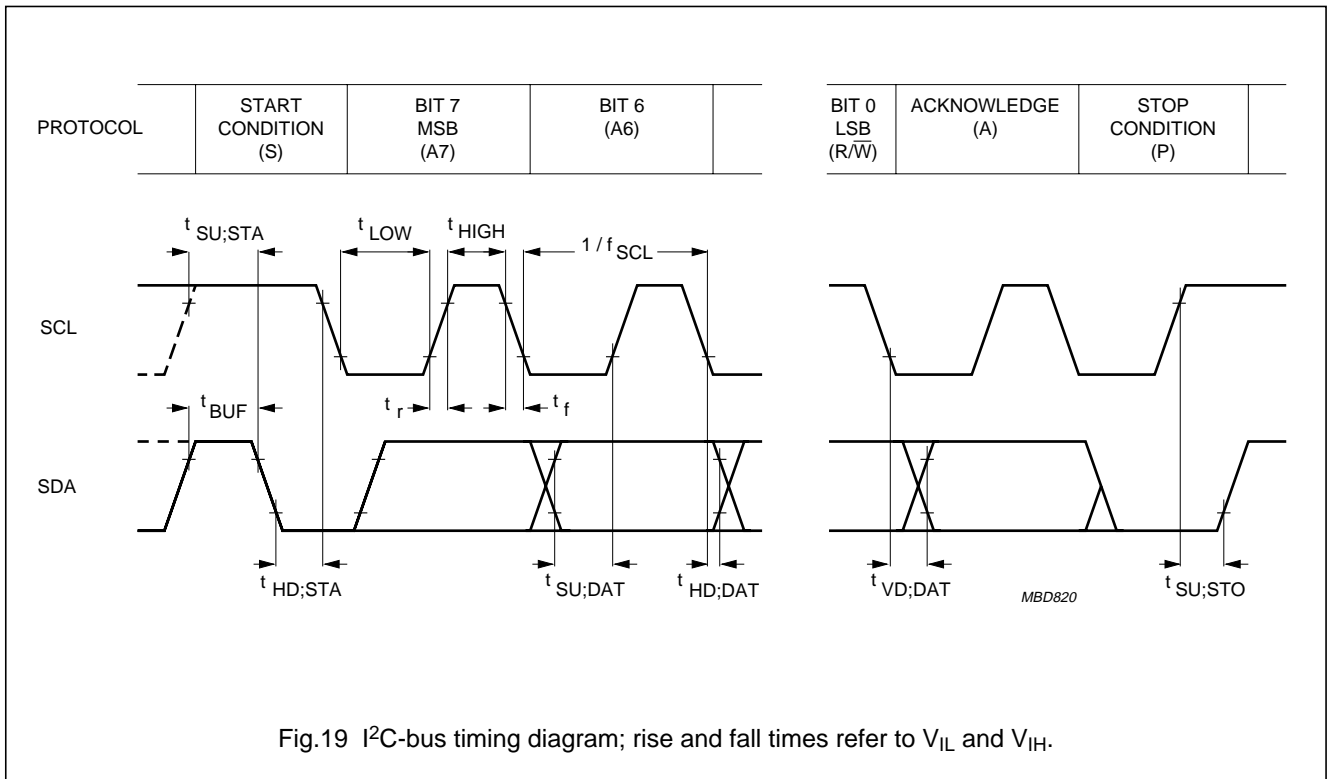 PROTOCOL
START
CONDITION
(S)
BIT 7
MSB
(A7)
BIT 6
(A6)
BIT 0
LSB
(R/W̅)
ACKNOWLEDGE
(A)
STOP
CONDITION
(P)
t SU;STA
t LOW
t HIGH
1 / f SCL
SCL
t BUF
t r
t f
SDA
t HD;STA
t SU;DAT
t HD;DAT
t VD;DAT
MBD820
t SU;STO
Fig.19 I²C-bus timing diagram; rise and fall times refer to V_IL and V_IH.